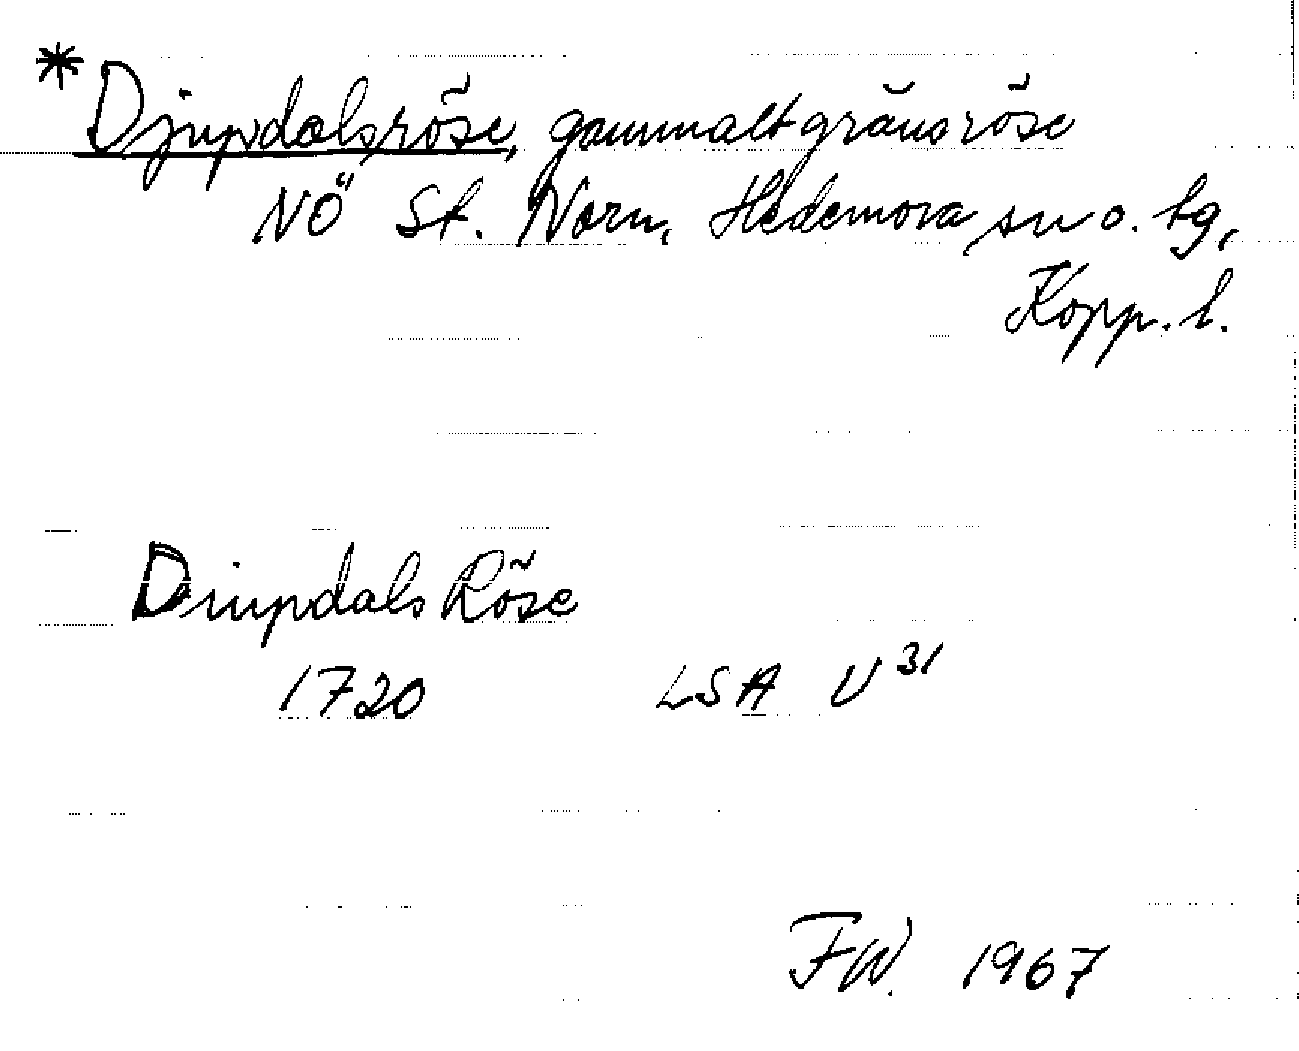 *Djupdalsröse, gammalt gränsröse
NÖ St. Norn, Hedemora sn o. tg,
Kopp. l.
Diupdals Röse
1720 LSA U31
FW. 1967